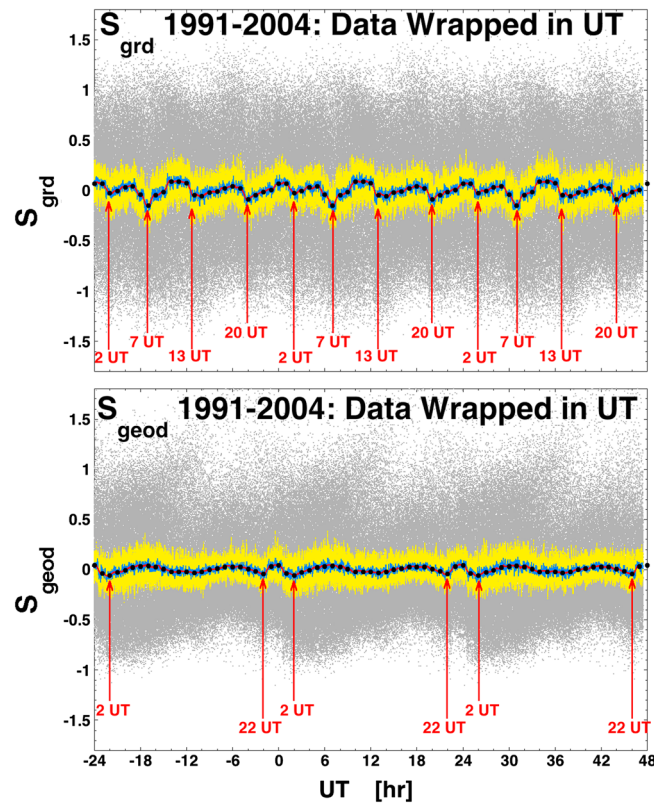 S grd 1991-2004: Data Wrapped in UT
1.5
1
0.5
0
-0.5
-1
-1.5
S grd
2 UT 7 UT 13 UT 20 UT 2 UT 7 UT 13 UT 20 UT 2 UT 7 UT 13 UT 20 UT
S geod 1991-2004: Data Wrapped in UT
1.5
1
0.5
0
-0.5
-1
-1.5
S geod
2 UT 22 UT 2 UT 22 UT 2 UT 22 UT
-24 -18 -12 -6 0 6 12 18 24 30 36 42 48
UT [hr]